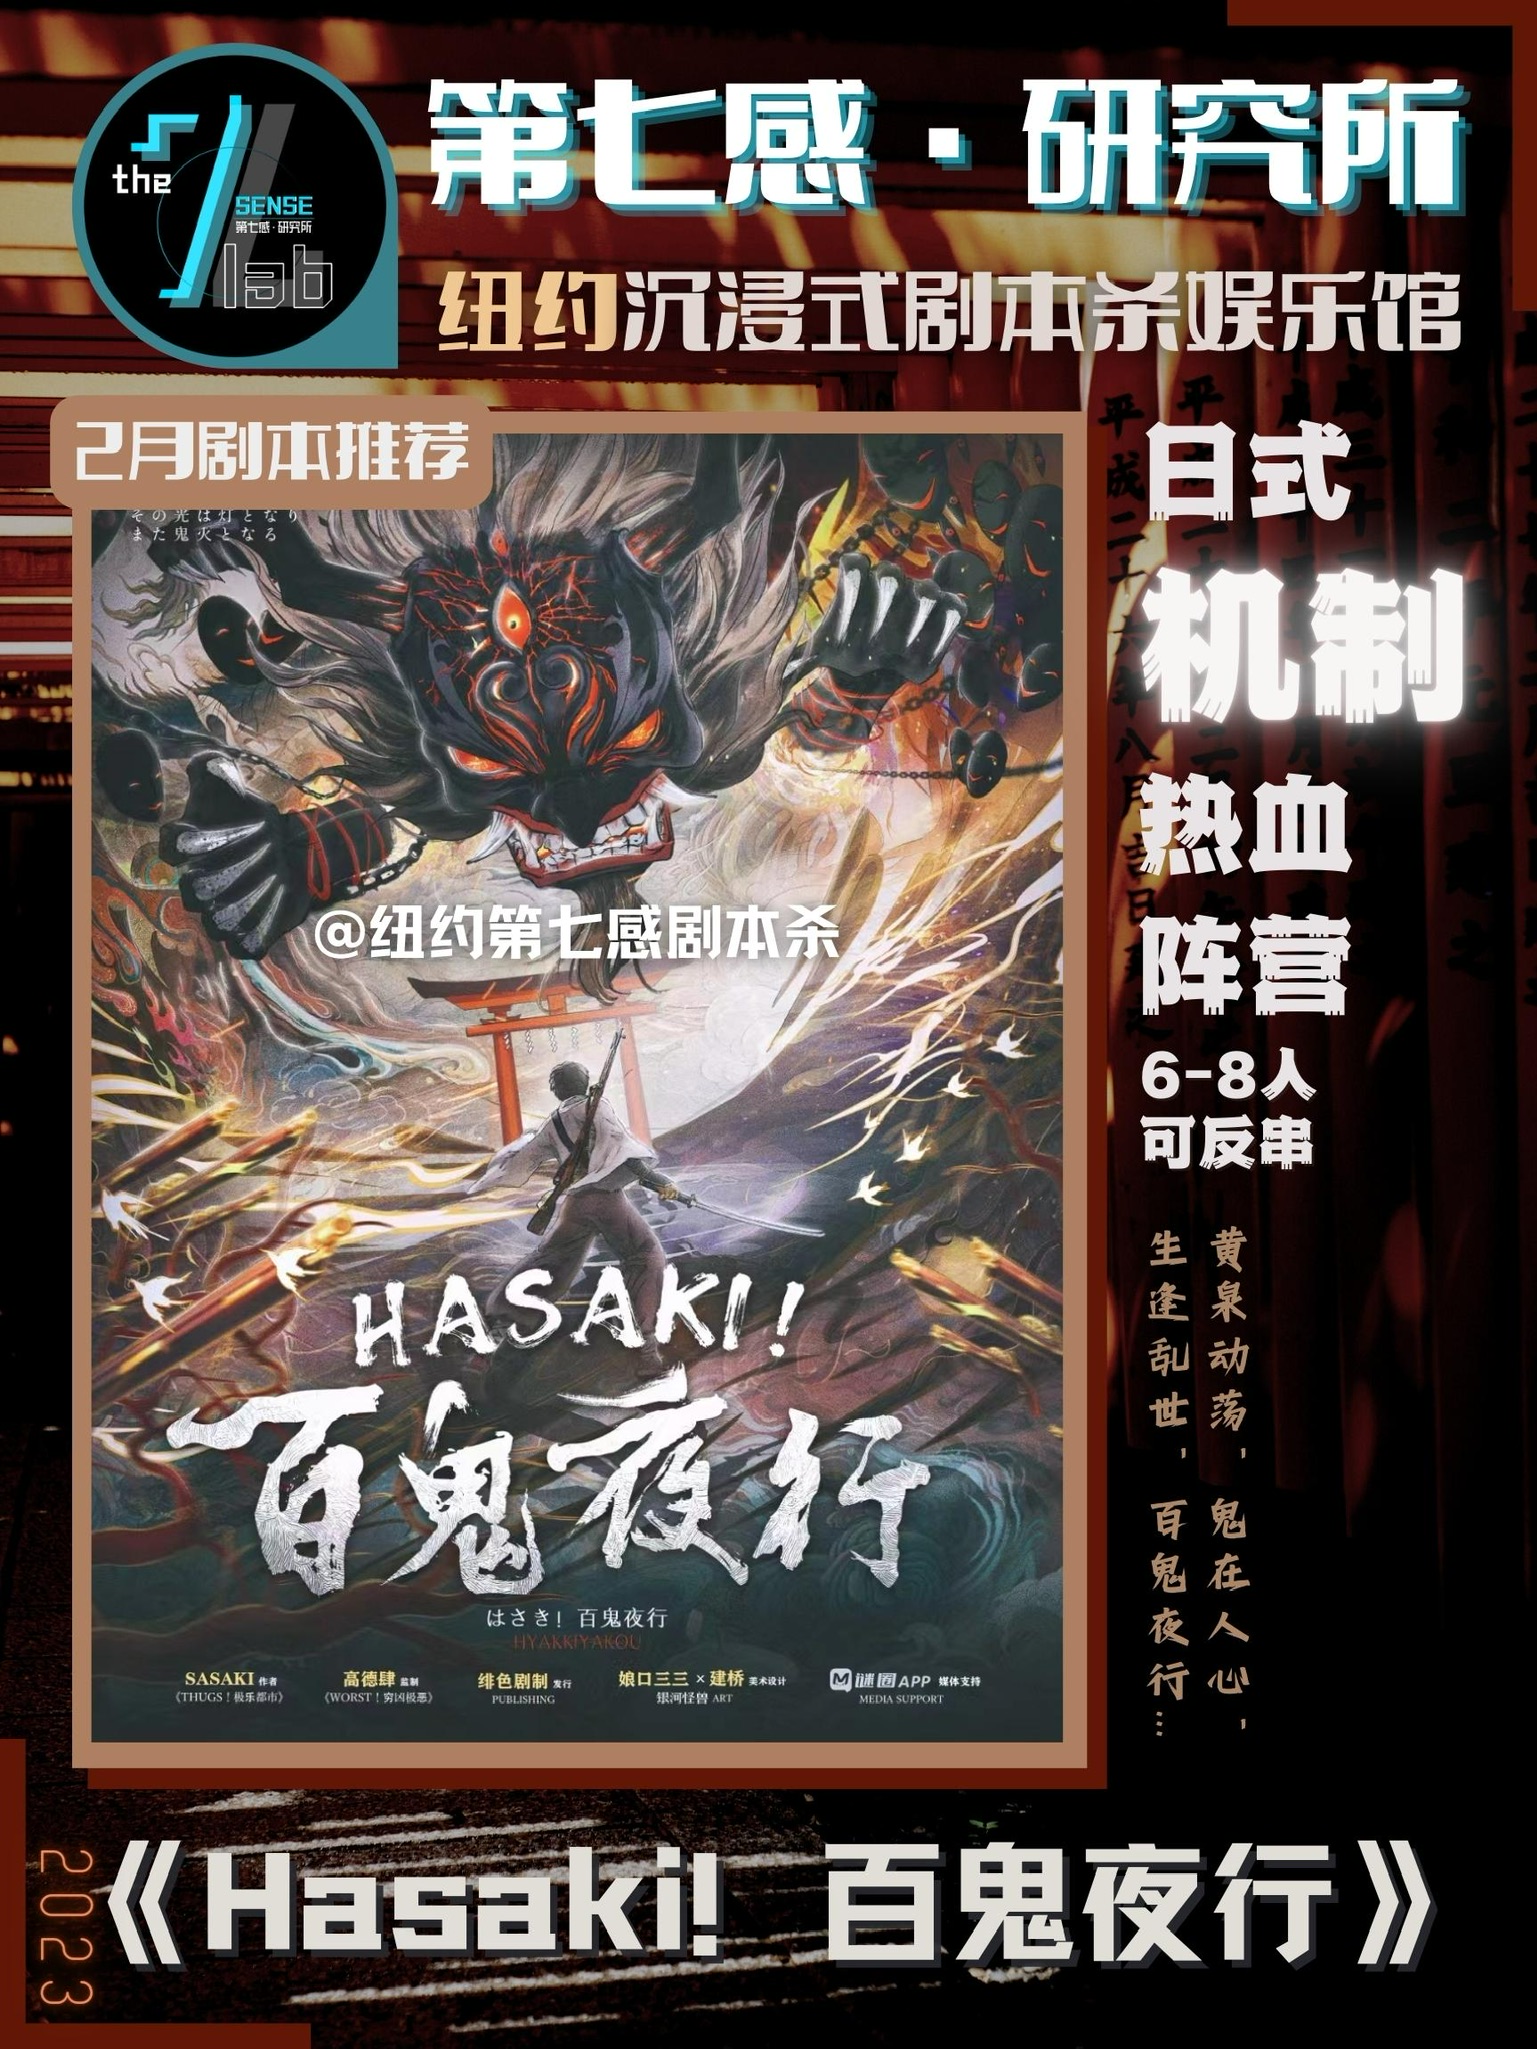 the
SENSE
第七感·研究所
lab
第七感·研究所
纽约沉浸式剧本杀娱乐馆
2月剧本推荐
その光は灯となり
また鬼火となる
@纽约第七感剧本杀
HASAKI!
百鬼夜行
はさき！百鬼夜行
HYAKKIYAKOU
SASAKI 作者
《THUGS！极乐都市》
高德肆 监制
《WORST！穷凶极恶》
绯色剧制 发行
PUBLISHING
娘口三三 × 建桥 美术设计
银河怪兽 ART
谜圈APP 媒体支持
MEDIA SUPPORT
日式
机制
热血
阵营
6-8人
可反串
黄泉动荡，鬼在人心，
生逢乱世，百鬼夜行…
2023
《Hasaki! 百鬼夜行》